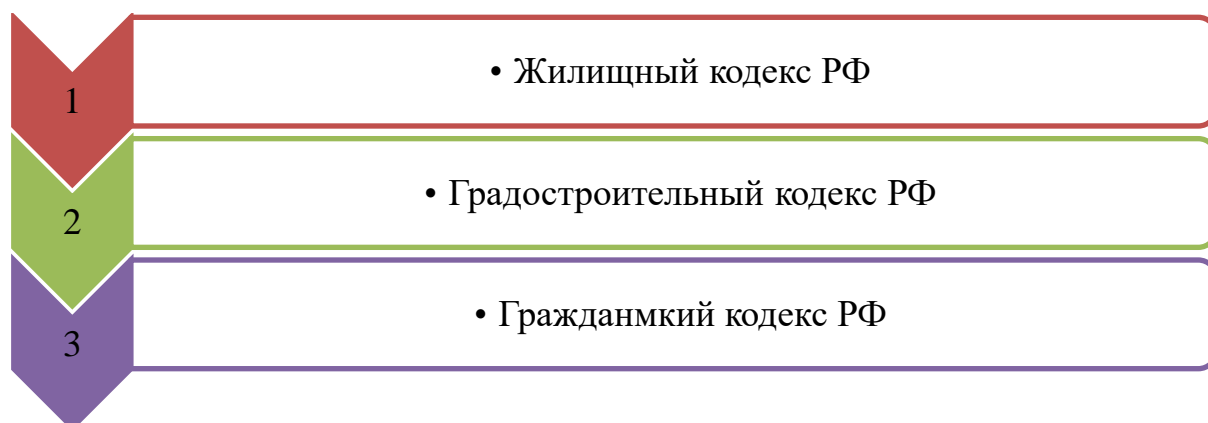 1
• Жилищный кодекс РФ
2
• Градостроительный кодекс РФ
3
• Гражданмкий кодекс РФ